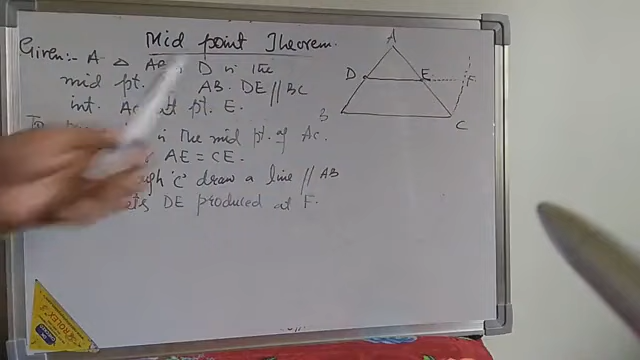 Mid point Theorem.
Given:- A △ D is the
mid pt. AB. DE // BC
int. AC at pt E.
is the mid pt. of AC.
AE = CE.
'C' draw a line // AB
DE produced at F.
A
D
E
F
B
C